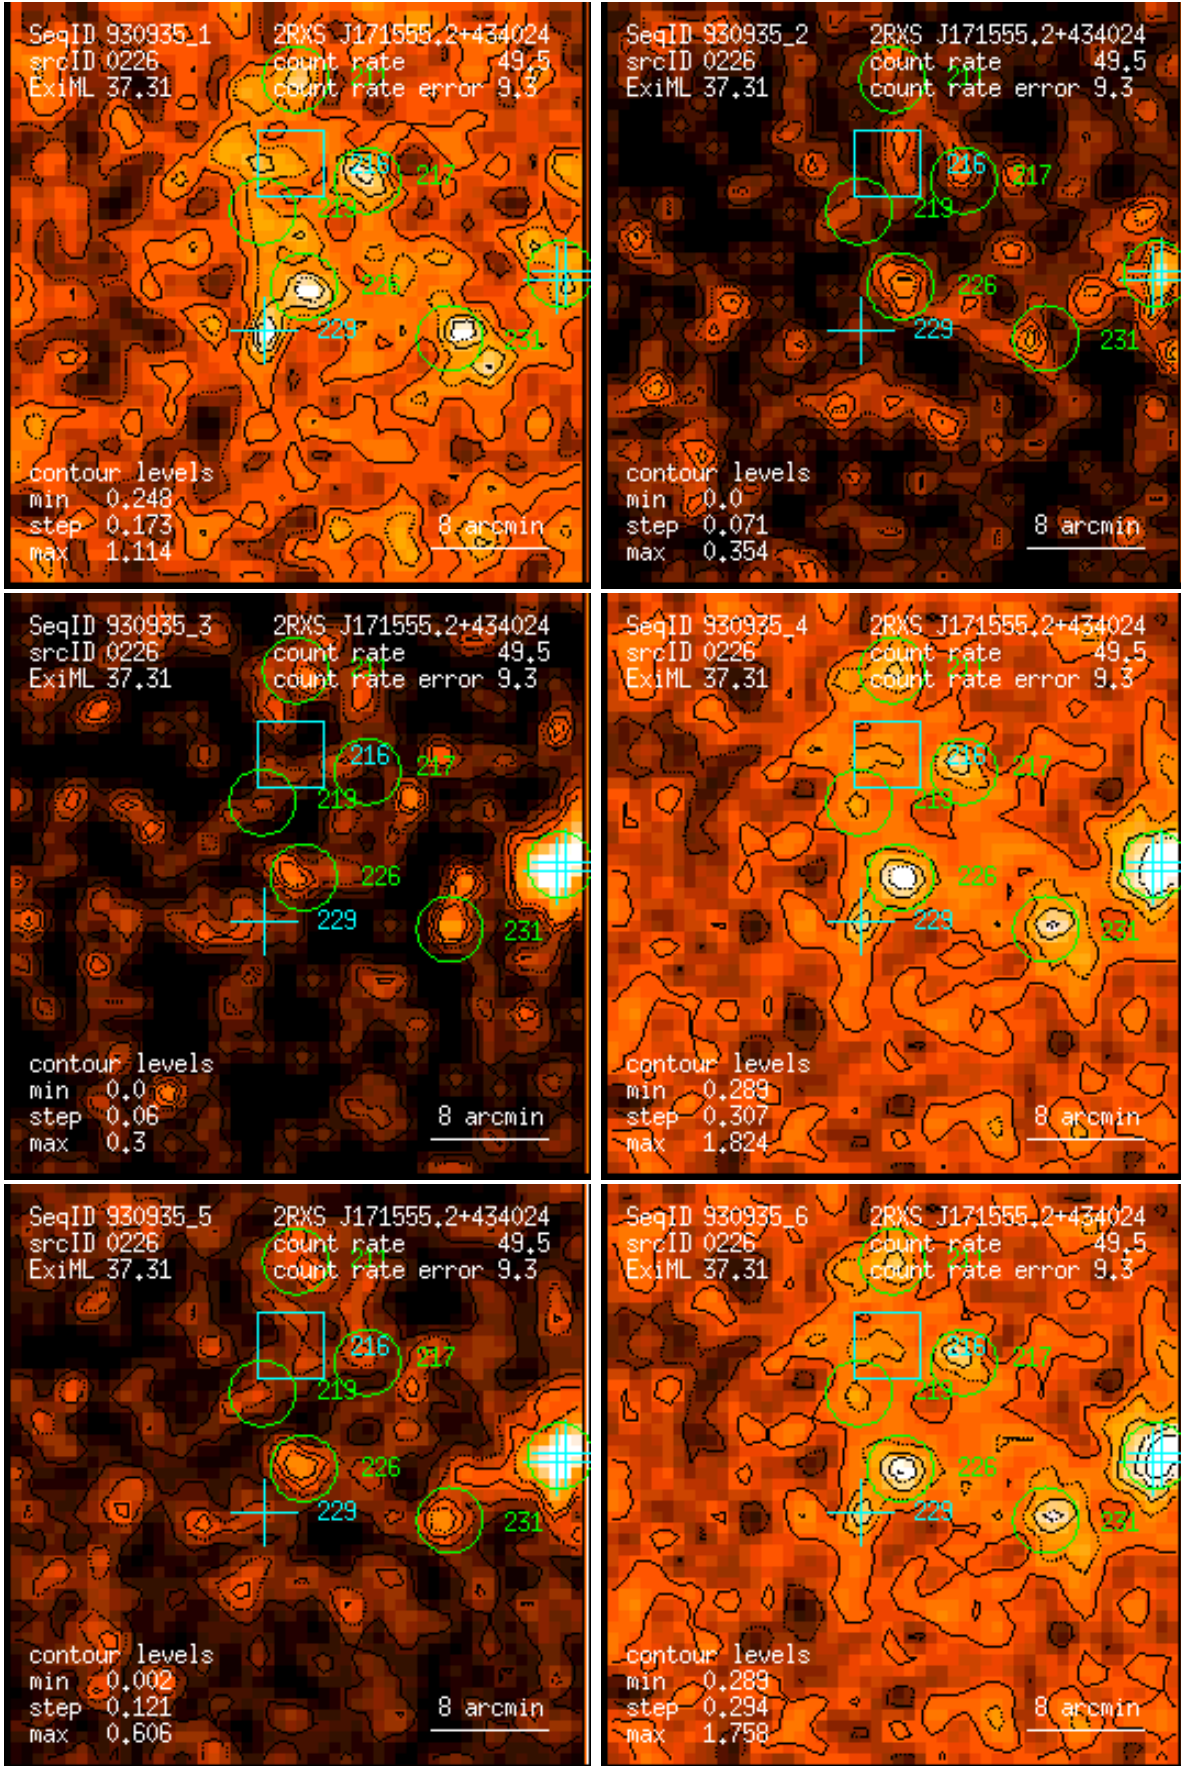 SeqID 930935_1 2RXS J171555.2+434024
srcID 0226 count rate 49.5
ExiML 37.31 count rate error 9.3
211
216 217
219
226
229
231
contour levels
min 0.248
step 0.173
max 1.114
8 arcmin
SeqID 930935_2 2RXS J171555.2+434024
srcID 0226 count rate 49.5
ExiML 37.31 count rate error 9.3
211
216 217
219
226
229
231
contour levels
min 0.0
step 0.071
max 0.354
8 arcmin
SeqID 930935_3 2RXS J171555.2+434024
srcID 0226 count rate 49.5
ExiML 37.31 count rate error 9.3
211
216 217
219
226
229
231
contour levels
min 0.0
step 0.06
max 0.3
8 arcmin
SeqID 930935_4 2RXS J171555.2+434024
srcID 0226 count rate 49.5
ExiML 37.31 count rate error 9.3
211
216 217
219
226
229
231
contour levels
min 0.289
step 0.307
max 1.824
8 arcmin
SeqID 930935_5 2RXS J171555.2+434024
srcID 0226 count rate 49.5
ExiML 37.31 count rate error 9.3
211
216 217
219
226
229
231
contour levels
min 0.002
step 0.121
max 0.606
8 arcmin
SeqID 930935_6 2RXS J171555.2+434024
srcID 0226 count rate 49.5
ExiML 37.31 count rate error 9.3
211
216 217
219
226
229
231
contour levels
min 0.289
step 0.294
max 1.758
8 arcmin